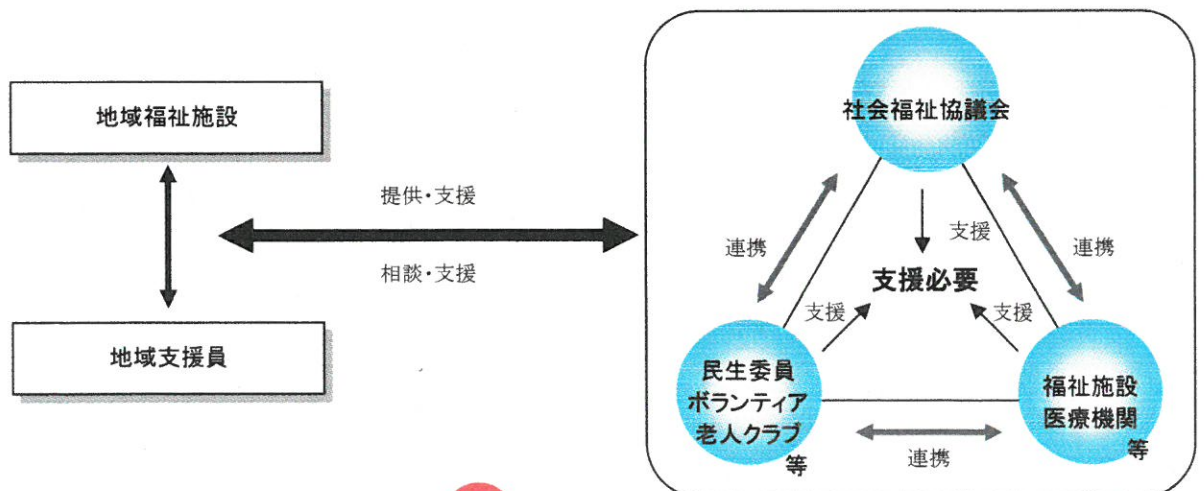 社会福祉協議会
地域福祉施設
提供・支援
相談・支援
地域支援員
連携
支援
連携
支援必要
支援
支援
民生委員
ボランティア
老人クラブ
等
福祉施設
医療機関
等
連携